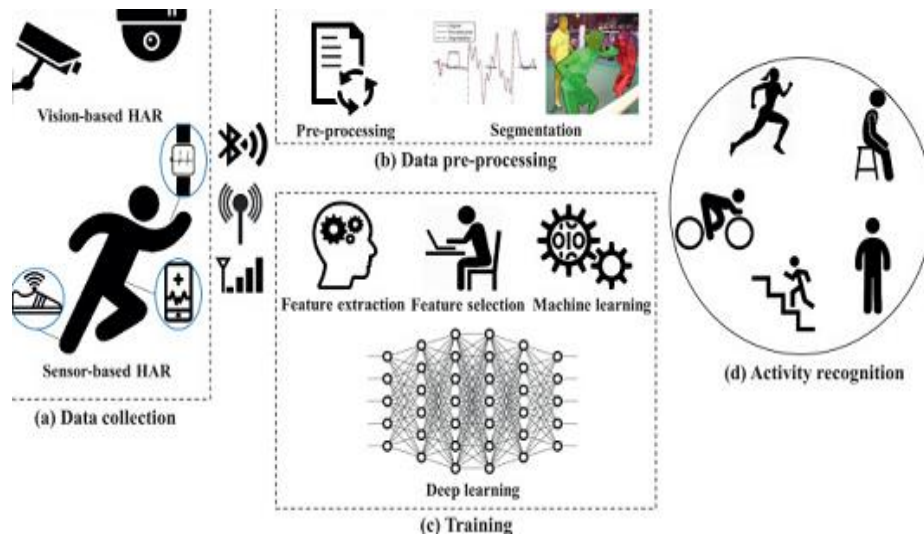 Vision-based HAR
Sensor-based HAR
(a) Data collection
Pre-processing
Segmentation
(b) Data pre-processing
Feature extraction
Feature selection
Machine learning
Deep learning
(c) Training
(d) Activity recognition